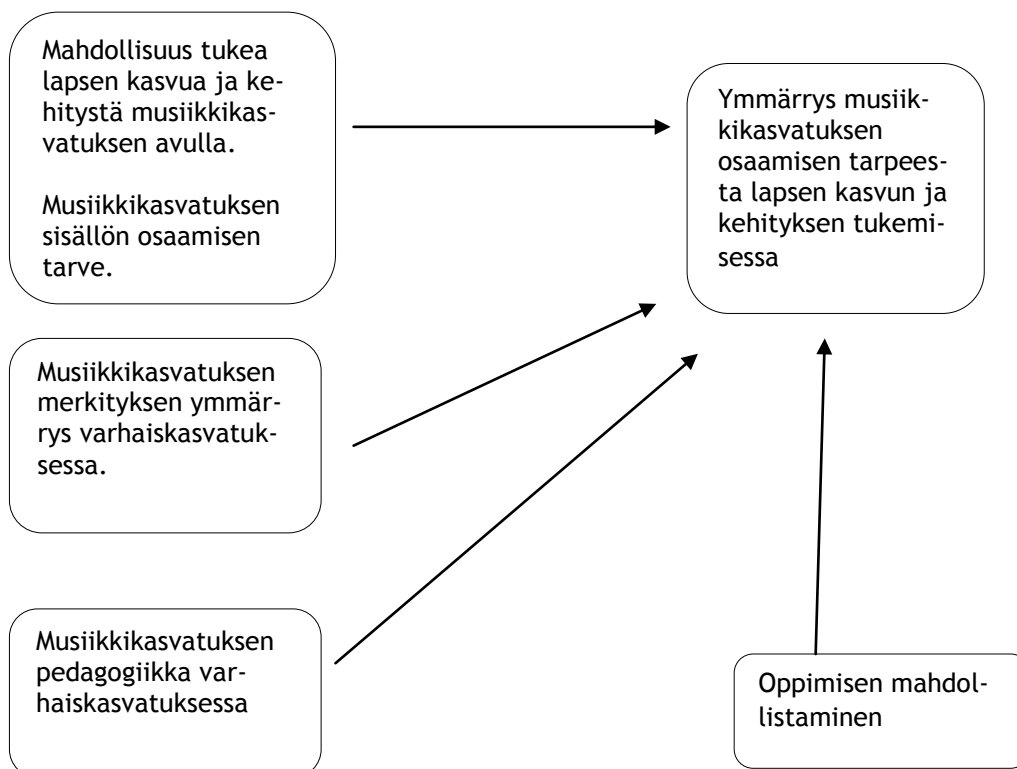 Mahdollisuus tukea
lapsen kasvua ja ke-
hitystä musiikkikas-
vatuksen avulla.
Musiikkikasvatuksen
sisällön osaamisen
tarve.
Ymmärrys musiik-
kikasvatuksen
osaamisen tarpees-
ta lapsen kasvun ja
kehityksen tukemi-
sessa
Musiikkikasvatuksen
merkityksen ymmär-
rys varhaiskasvatuk-
sessa.
Musiikkikasvatuksen
pedagogiikka var-
haiskasvatuksessa
Oppimisen mahdol-
listaminen